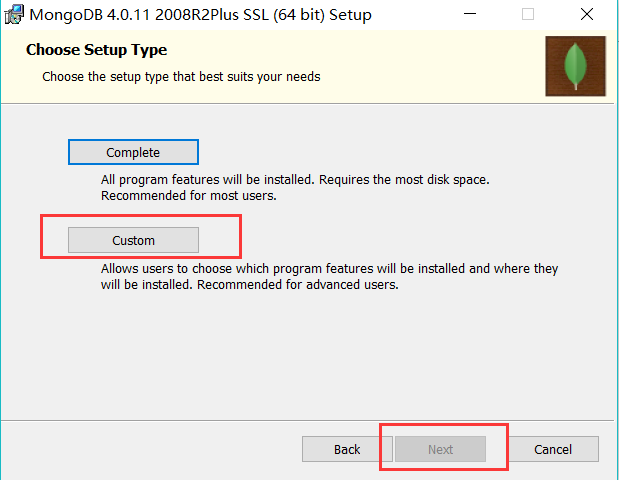 MongoDB 4.0.11 2008R2Plus SSL (64 bit) Setup
Choose Setup Type
Choose the setup type that best suits your needs
Complete
All program features will be installed. Requires the most disk space.
Recommended for most users.
Custom
Allows users to choose which program features will be installed and where they
will be installed. Recommended for advanced users.
Back Next Cancel